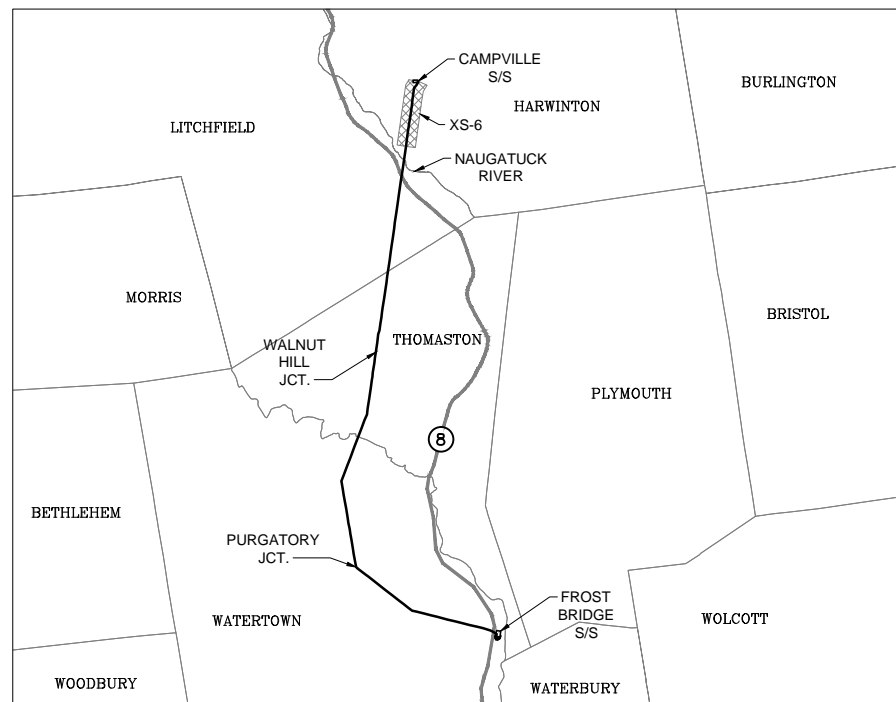 CAMPVILLE
S/S
BURLINGTON
HARWINTON
LITCHFIELD
XS-6
NAUGATUCK
RIVER
MORRIS
BRISTOL
WALNUT
HILL
JCT.
THOMASTON
PLYMOUTH
8
BETHLEHEM
PURGATORY
JCT.
FROST
BRIDGE
S/S
WATERTOWN
WOLCOTT
WOODBURY
WATERBURY